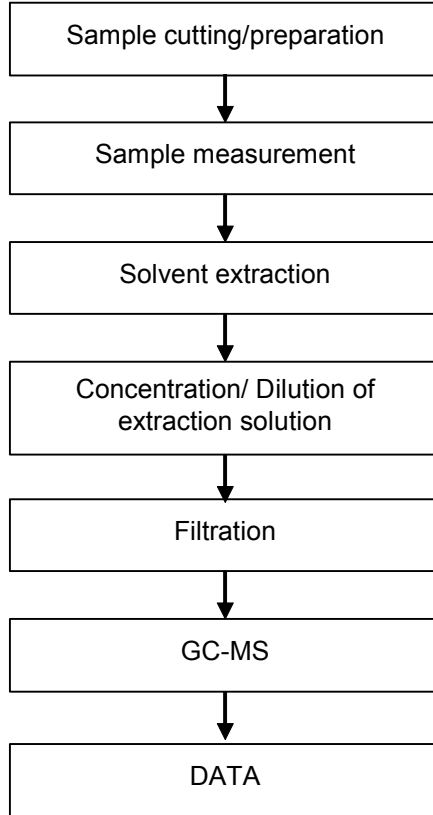 Sample cutting/preparation
Sample measurement
Solvent extraction
Concentration/ Dilution of
extraction solution
Filtration
GC-MS
DATA